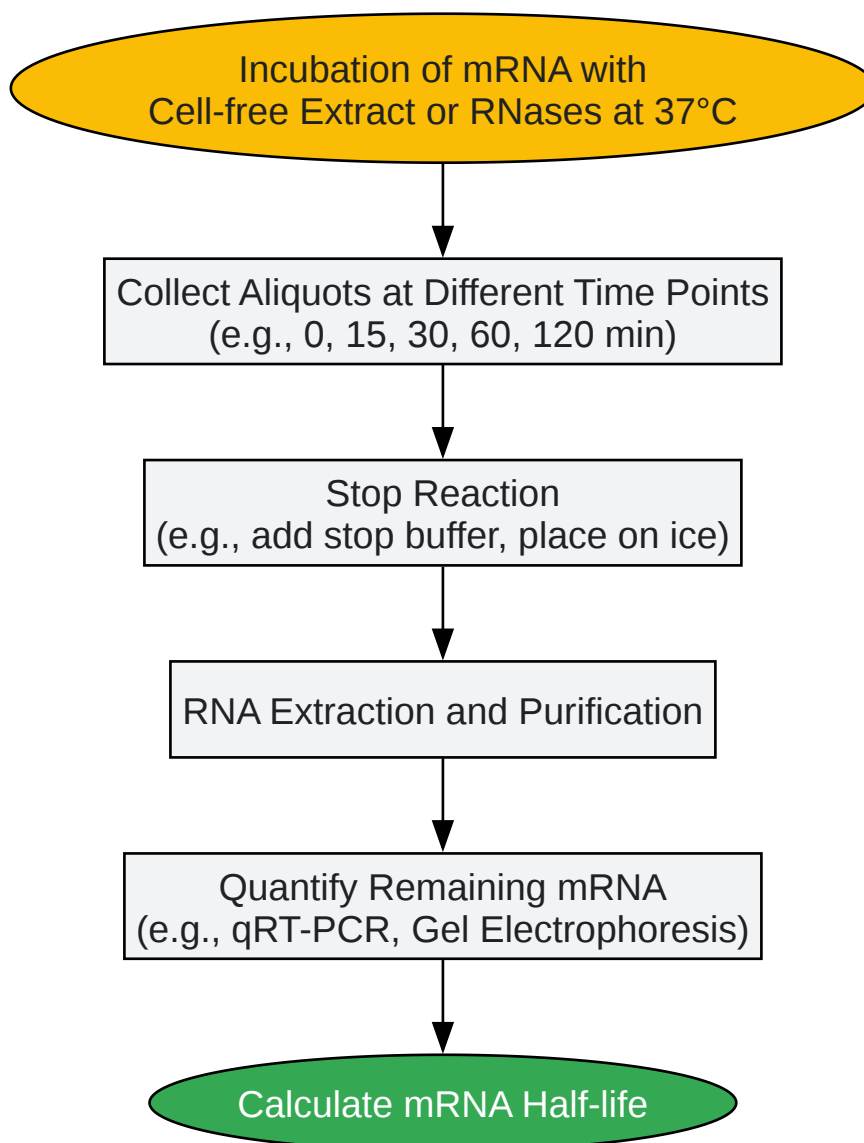 Incubation of mRNA with
Cell-free Extract or RNases at 37°C
Collect Aliquots at Different Time Points
(e.g., 0, 15, 30, 60, 120 min)
Stop Reaction
(e.g., add stop buffer, place on ice)
RNA Extraction and Purification
Quantify Remaining mRNA
(e.g., qRT-PCR, Gel Electrophoresis)
Calculate mRNA Half-life